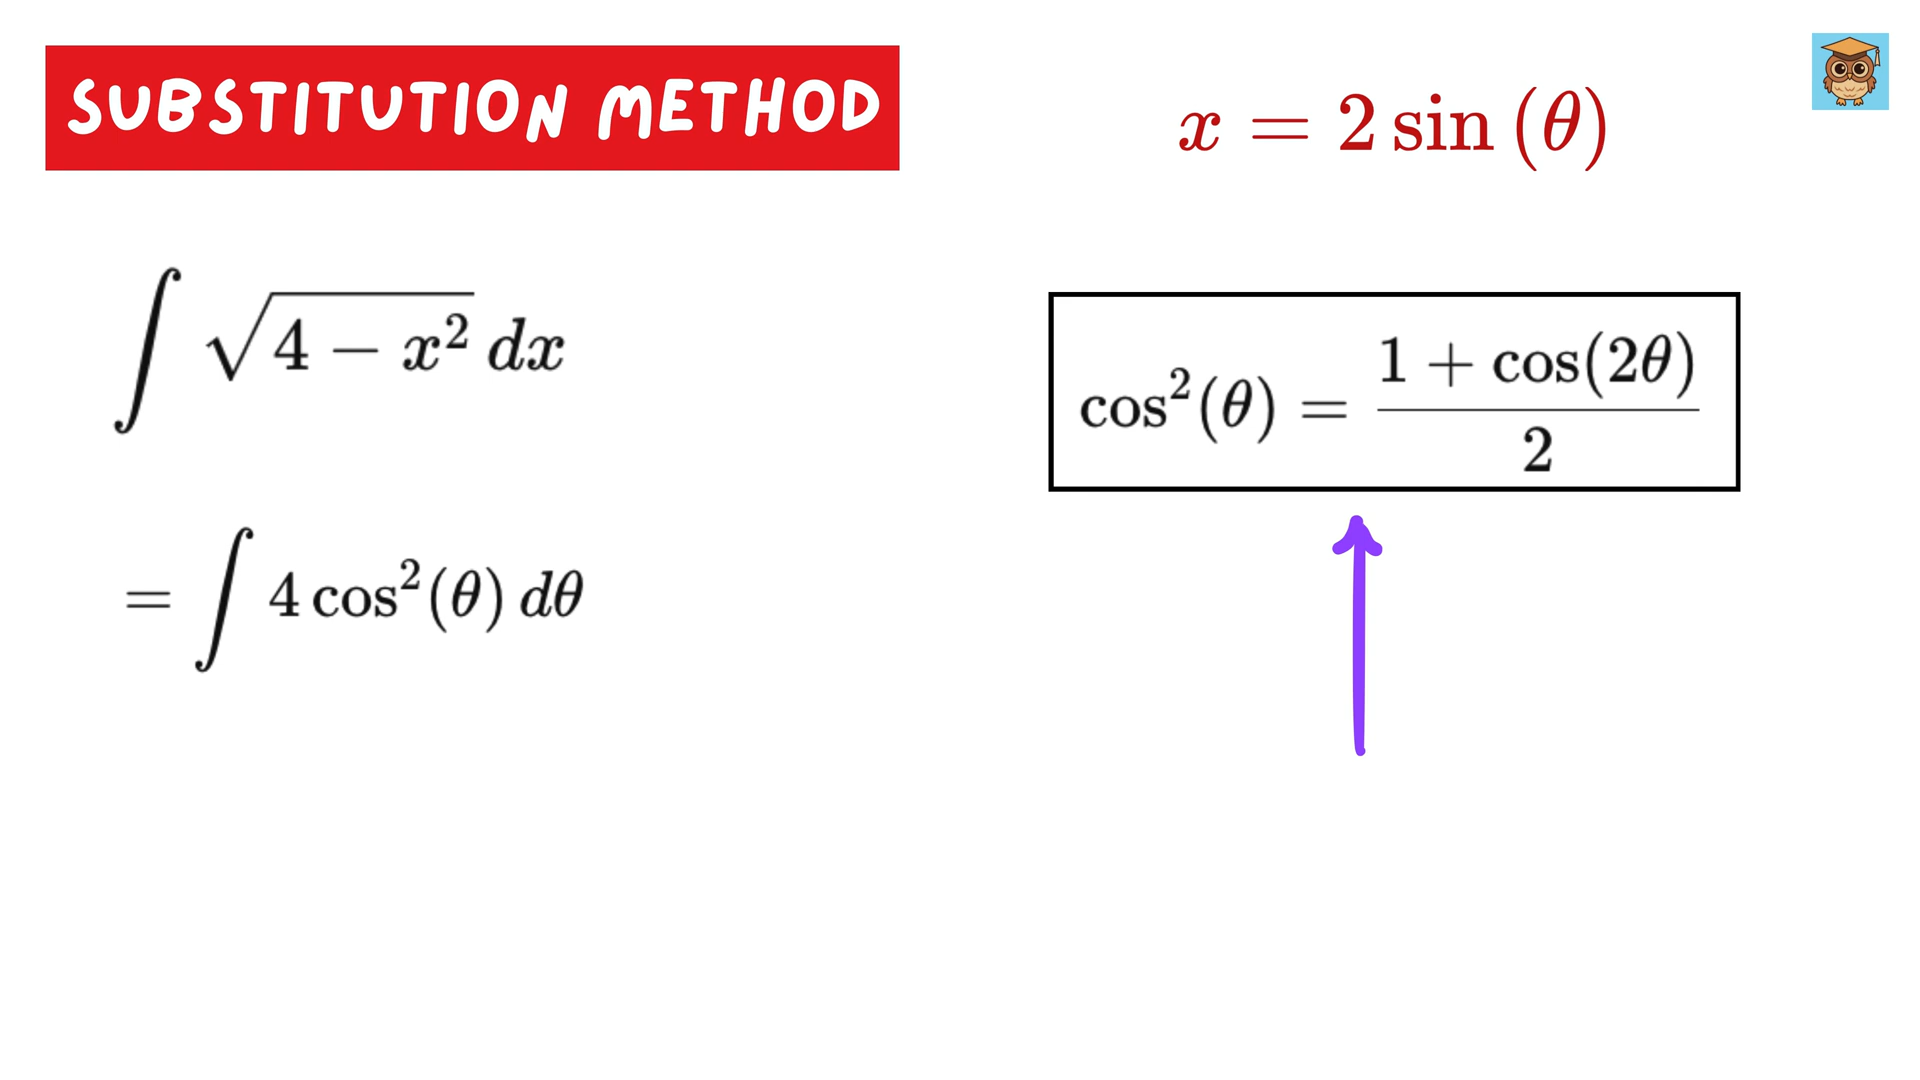 SUBSTITUTION METHOD
x = 2 sin (θ)
∫ √(4 − x²) dx
cos²(θ) = (1 + cos(2θ)) / 2
= ∫ 4 cos²(θ) dθ